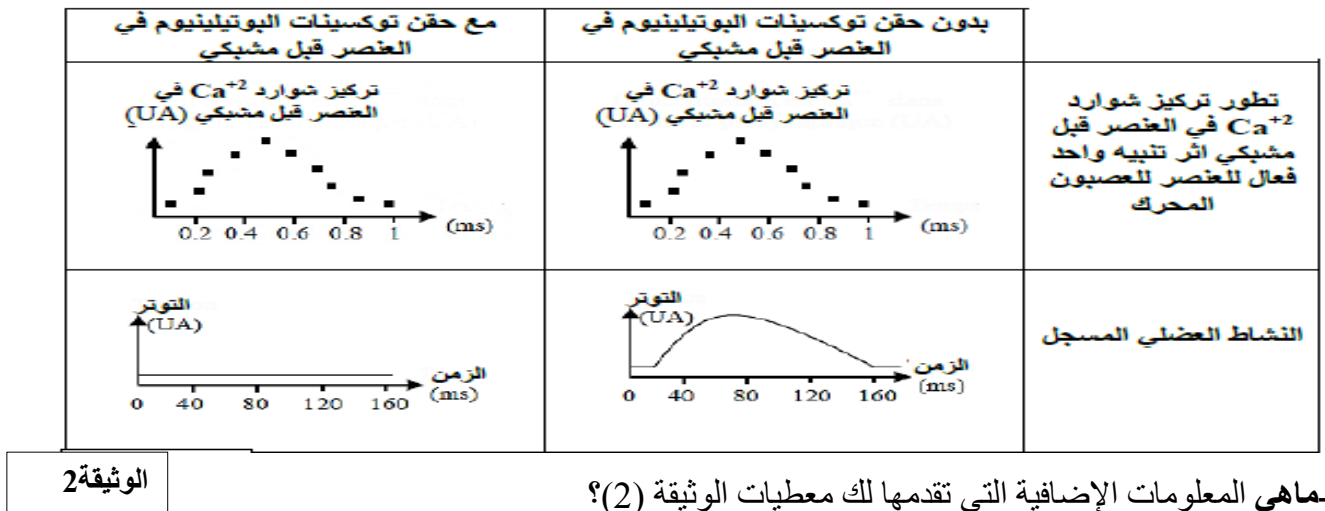 بدون حقن توكسينات البوتيلينيوم في
العنصر قبل مشبكي
مع حقن توكسينات البوتيلينيوم في
العنصر قبل مشبكي
تطور تركيز شوارد
Ca+2 في العنصر قبل
مشبكي اثر تنبيه واحد
فعال للعنصر للعصبون
المحرك
تركيز شوارد Ca+2 في
العنصر قبل مشبكي (UA)
0.2 0.4 0.6 0.8 1 (ms)
تركيز شوارد Ca+2 في
العنصر قبل مشبكي (UA)
0.2 0.4 0.6 0.8 1 (ms)
النشاط العضلي المسجل
التوتر
(UA)
الزمن
(ms)
0 40 80 120 160
التوتر
(UA)
الزمن
(ms)
0 40 80 120 160
الوثيقة2
-ماهي المعلومات الإضافية التي تقدمها لك معطيات الوثيقة (2)؟